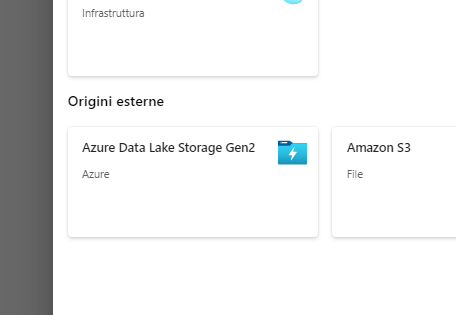 Infrastruttura
Origini esterne
Azure Data Lake Storage Gen2
Azure
Amazon S3
File